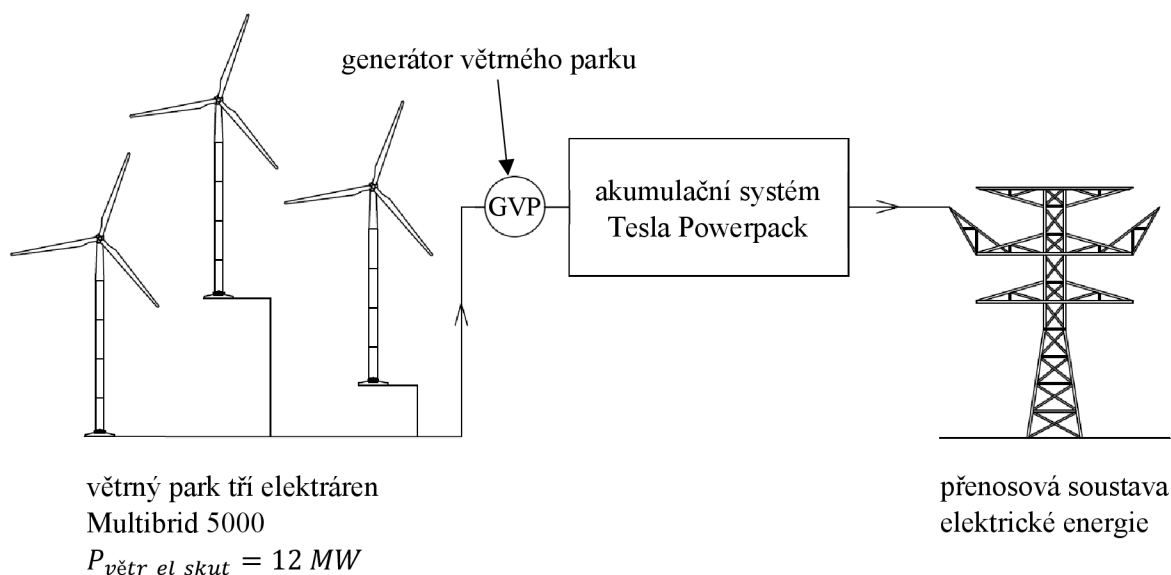 generátor větrného parku
GVP
akumulační systém
Tesla Powerpack
větrný park tří elektráren
Multibrid 5000
P_větr el skut = 12 MW
přenosová soustava
elektrické energie